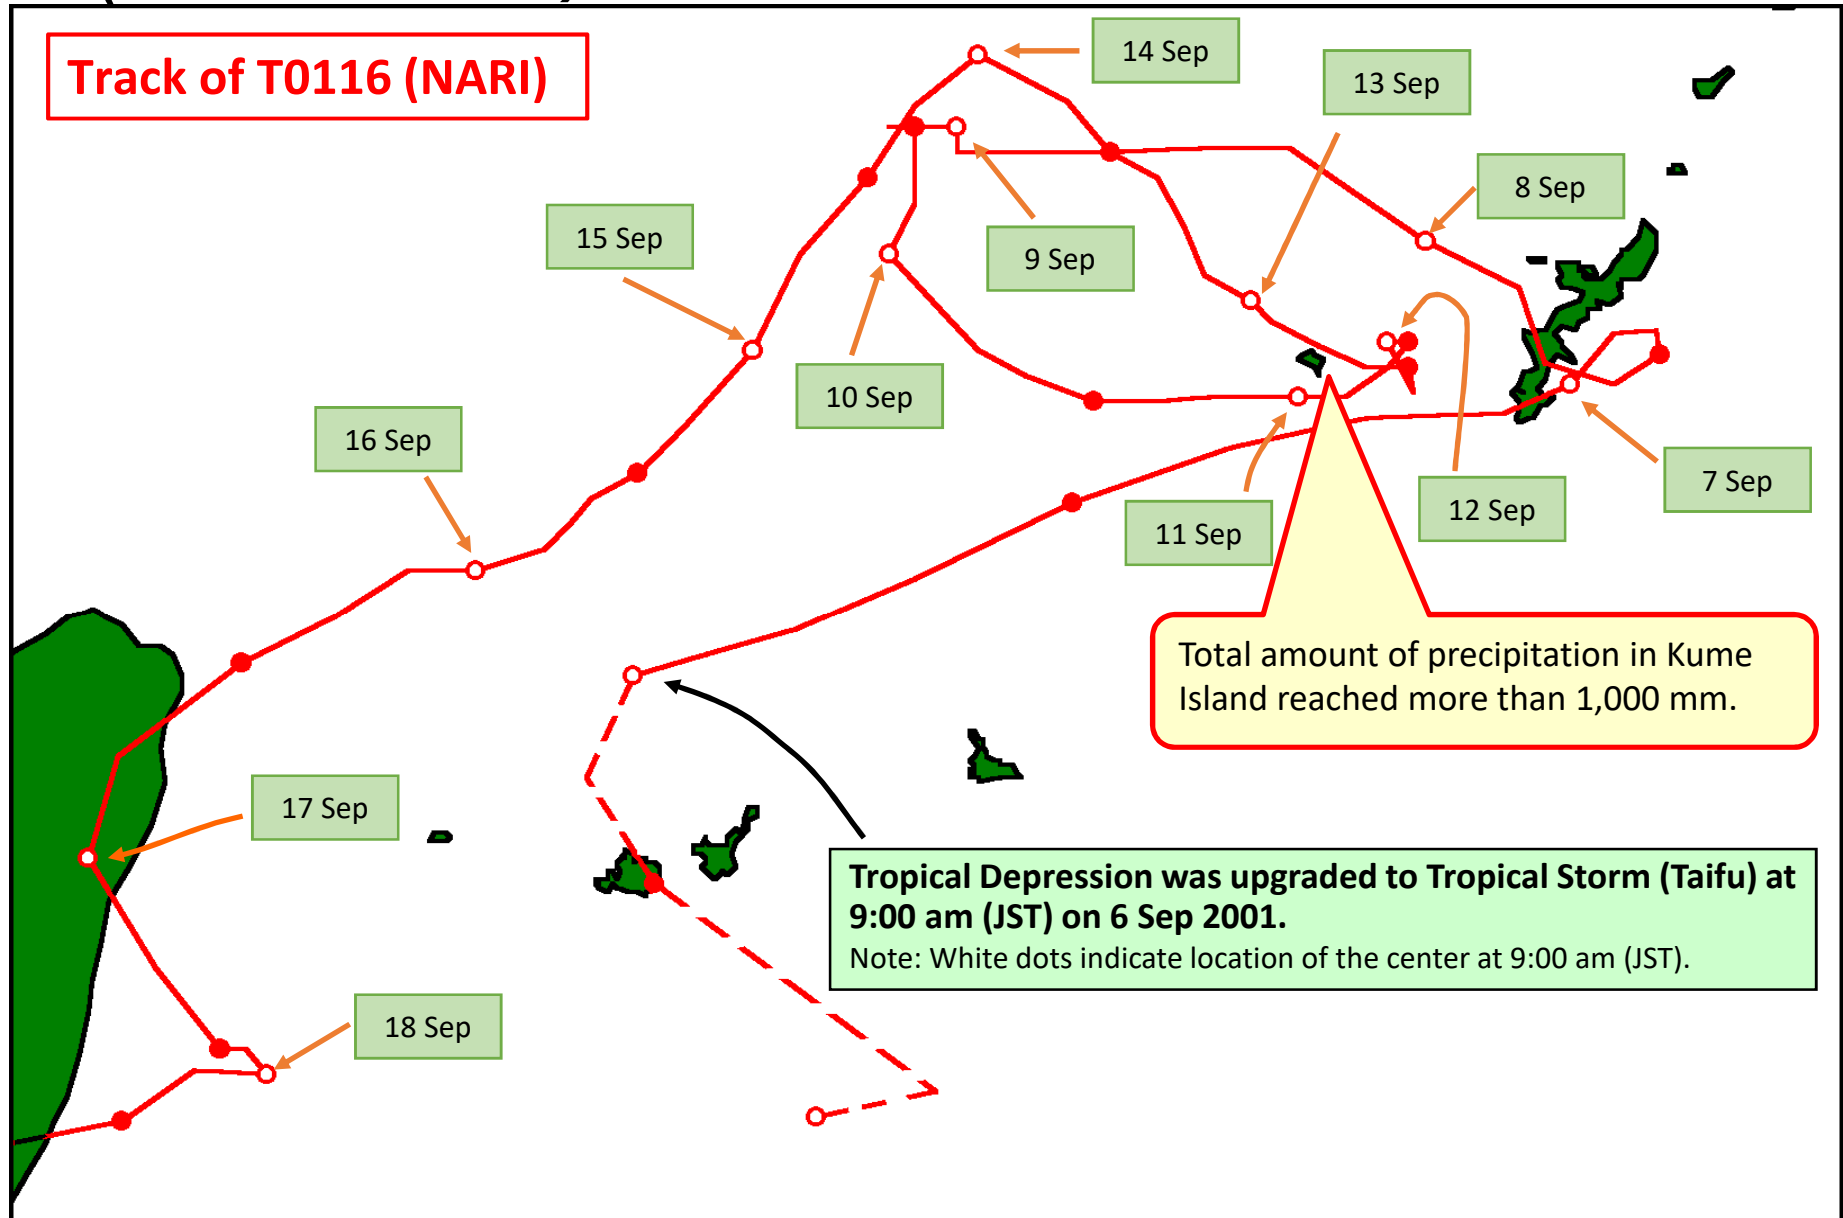 Track of T0116 (NARI)
14 Sep
13 Sep
8 Sep
15 Sep
9 Sep
10 Sep
16 Sep
7 Sep
12 Sep
11 Sep
Total amount of precipitation in Kume
Island reached more than 1,000 mm.
17 Sep
Tropical Depression was upgraded to Tropical Storm (Taifu) at
9:00 am (JST) on 6 Sep 2001.
Note: White dots indicate location of the center at 9:00 am (JST).
18 Sep